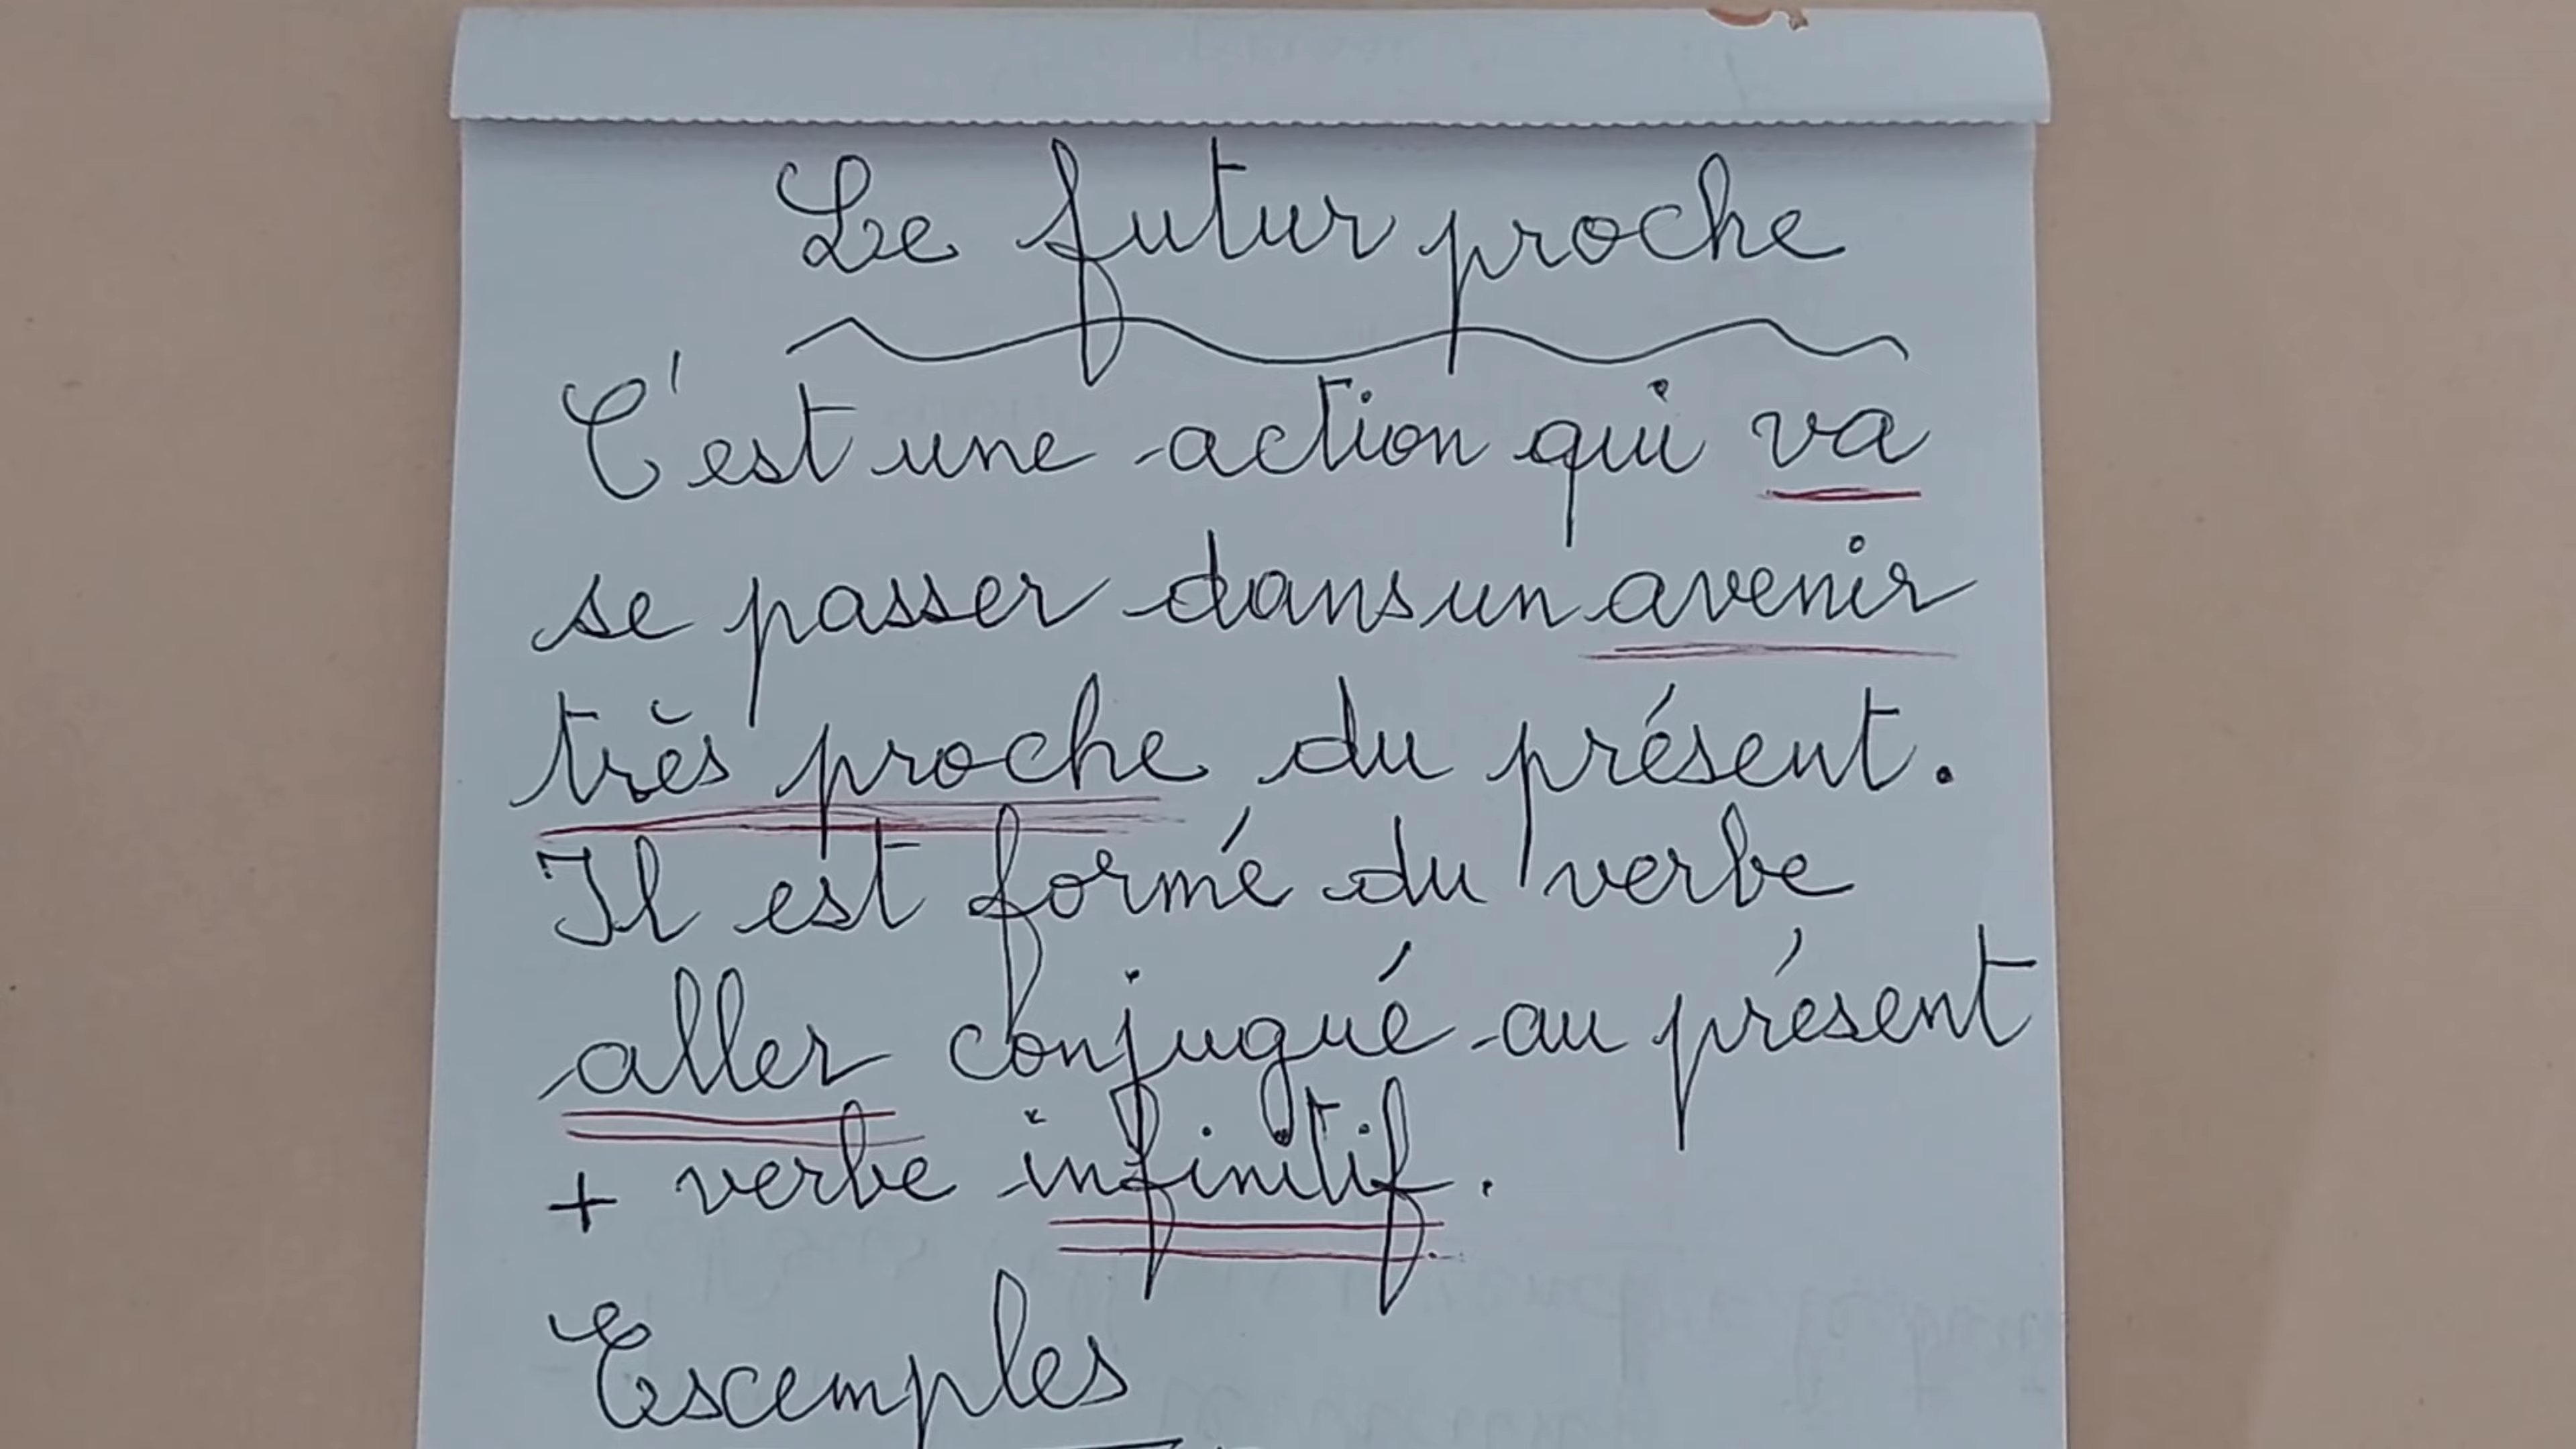 Le futur proche
C'est une action qui va
se passer dans un avenir
très proche du présent.
Il est formé du verbe
aller conjugué au présent
+ verbe infinitif.
Exemples